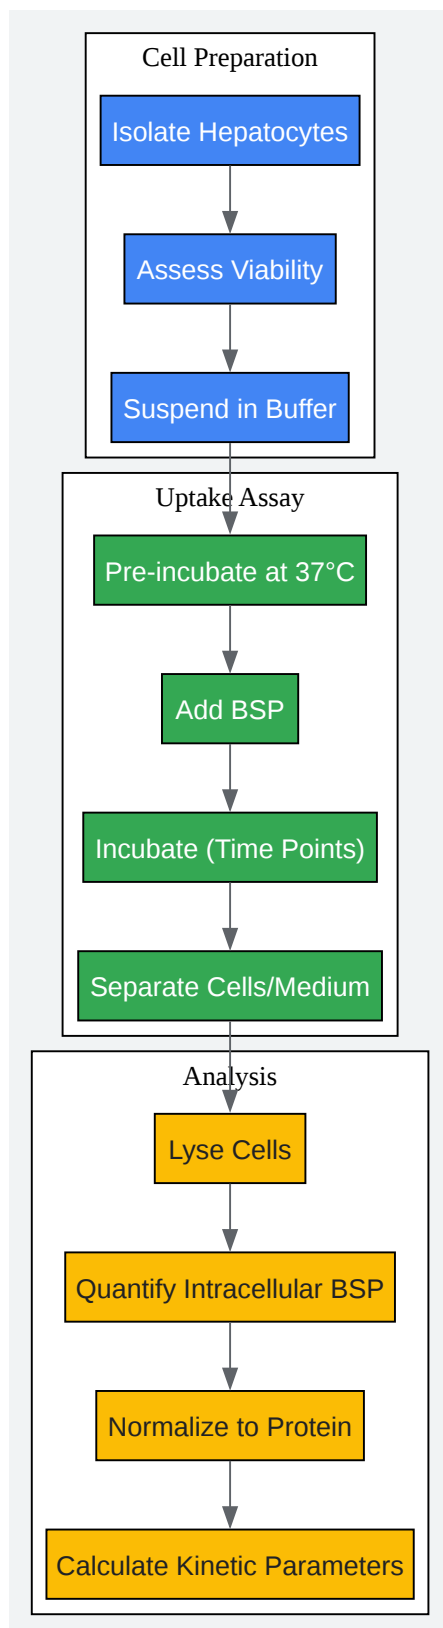 Cell Preparation
Isolate Hepatocytes
Assess Viability
Suspend in Buffer
Uptake Assay
Pre-incubate at 37°C
Add BSP
Incubate (Time Points)
Separate Cells/Medium
Analysis
Lyse Cells
Quantify Intracellular BSP
Normalize to Protein
Calculate Kinetic Parameters